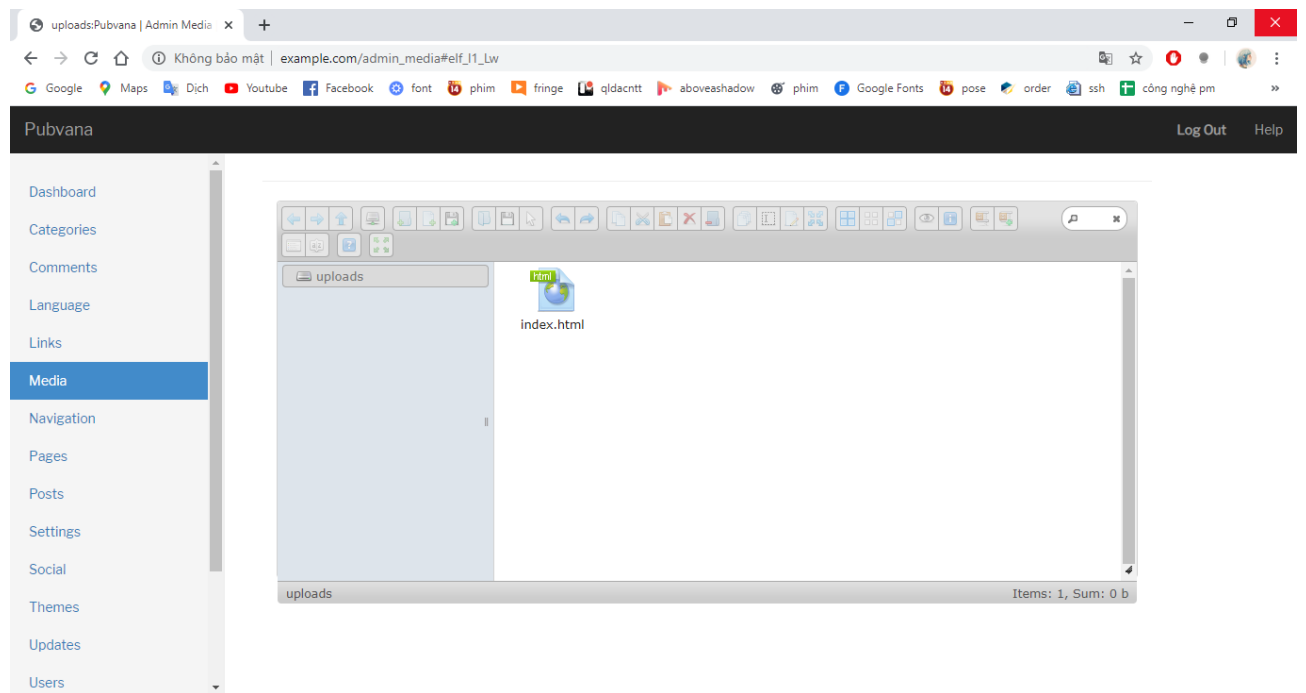 uploads:Pubvana | Admin Media
Không bảo mật | example.com/admin_media#elf_l1_Lw
Google Maps Dịch Youtube Facebook font phim fringe qldacntt aboveashadow phim Google Fonts pose order ssh công nghệ pm »
Pubvana Log Out Help
Dashboard
Categories
Comments
Language
Links
Media
Navigation
Pages
Posts
Settings
Social
Themes
Updates
Users
uploads
html
index.html
uploads Items: 1, Sum: 0 b